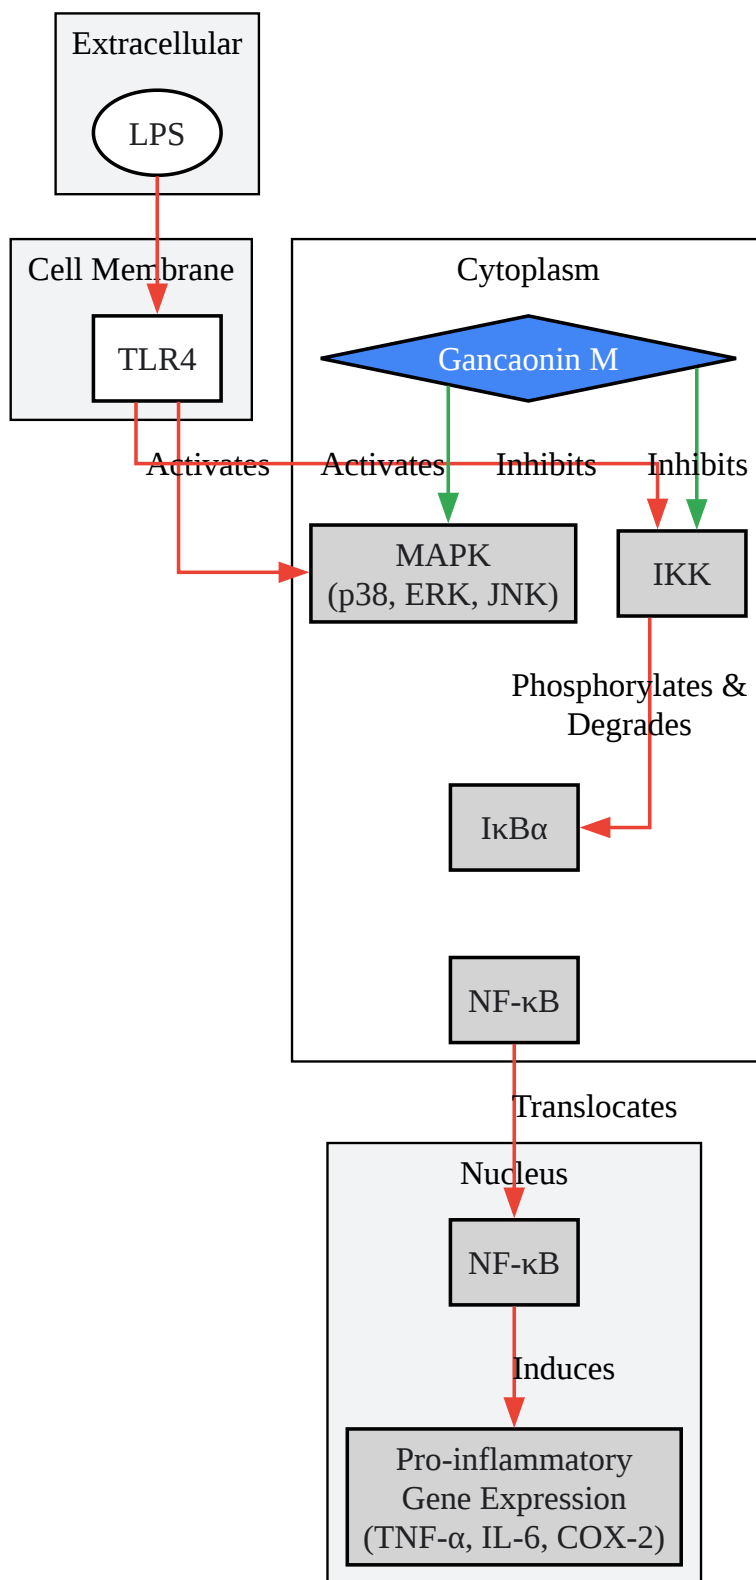 Extracellular
LPS
Cell Membrane
Cytoplasm
TLR4
Gancaonin M
Activates
Activates
Inhibits
Inhibits
MAPK
(p38, ERK, JNK)
IKK
Phosphorylates &
Degrades
IκBα
NF-κB
Translocates
Nucleus
NF-κB
Induces
Pro-inflammatory
Gene Expression
(TNF-α, IL-6, COX-2)